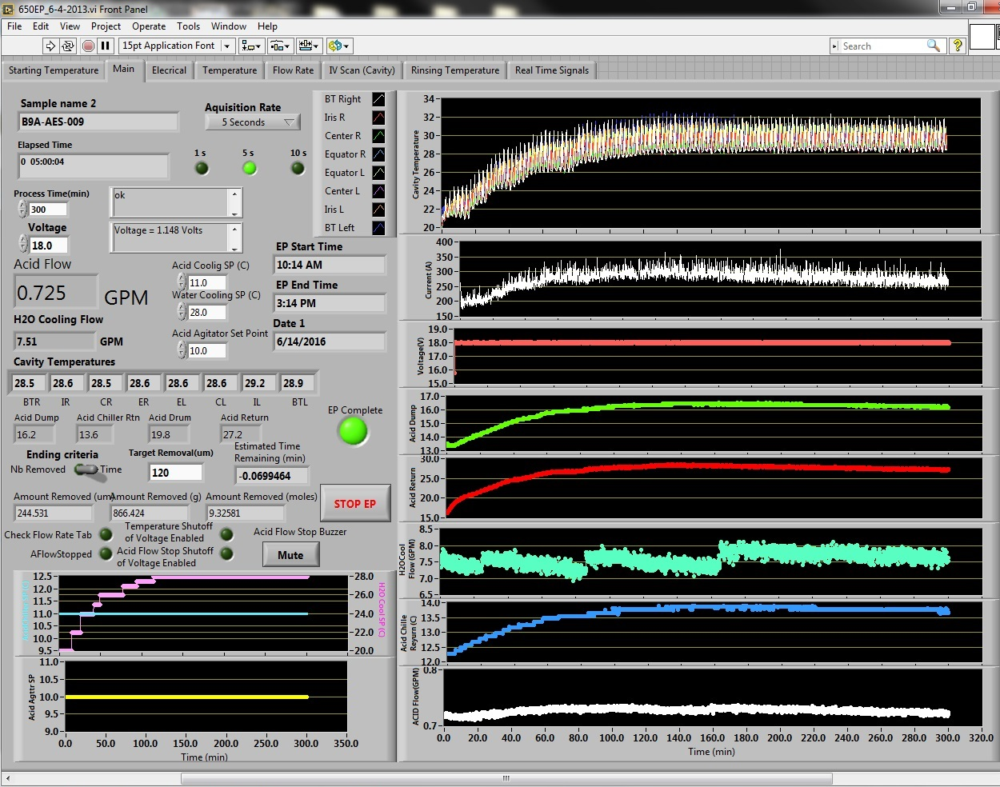 650EP_6-4-2013.vi Front Panel
File Edit View Project Operate Tools Window Help
15pt Application Font
Search
Starting Temperature Main Elecrical Temperature Flow Rate IV Scan (Cavity) Rinsing Temperature Real Time Signals
Sample name 2
B9A-AES-009
Aquisition Rate
5 Seconds
Elapsed Time
0 05:00:04
1 s 5 s 10 s
Process Time(min)
300
ok
Voltage
18.0
Voltage = 1.148 Volts
BT Right
Iris R
Center R
Equator R
Equator L
Center L
Iris L
BT Left
Acid Flow
0.725 GPM
H2O Cooling Flow
7.51 GPM
Acid Coolig SP (C)
11.0
Water Cooling SP (C)
28.0
Acid Agitator Set Point
10.0
EP Start Time
10:14 AM
EP End Time
3:14 PM
Date 1
6/14/2016
Cavity Temperatures
28.5 28.6 28.5 28.6 28.6 28.6 29.2 28.9
BTR IR CR ER EL CL IL BTL
Acid Dump Acid Chiller Rtn Acid Drum Acid Return
16.2 13.6 19.8 27.2
EP Complete
Ending criteria
Nb Removed Time
Target Removal(um)
120
Estimated Time
Remaining (min)
-0.0699464
Amount Removed (um) Amount Removed (g) Amount Removed (moles)
244.531 866.424 9.32581
STOP EP
Check Flow Rate Tab
Temperature Shutoff
of Voltage Enabled
Acid Flow Stop Buzzer
AFlowStopped
Acid Flow Stop Shutoff
of Voltage Enabled
Mute
12.5
12.0
11.5
11.0
10.5
10.0
9.5
28.0
26.0
24.0
22.0
20.0
H2O Cool SP (C)
Acid Agttr SP
11.0
10.5
10.0
9.5
9.0
0.0 50.0 100.0 150.0 200.0 250.0 300.0 350.0
Time (min)
Cavity Temperature
34
32
30
28
26
24
22
20
Current (A)
400
350
300
250
200
150
Voltage(V)
19.0
18.0
17.0
16.0
15.0
Acid Dump
17.0
16.0
15.0
14.0
13.0
Acid Return
30.0
25.0
20.0
15.0
H2OCool
Flow (GPM)
8.5
8.0
7.5
7.0
6.5
Acid Chille
Reyurn (C)
14.0
13.5
13.0
12.5
12.0
ACID Flow(GPM)
0.8
0.7
0.0 20.0 40.0 60.0 80.0 100.0 120.0 140.0 160.0 180.0 200.0 220.0 240.0 260.0 280.0 300.0 320.0
Time (min)